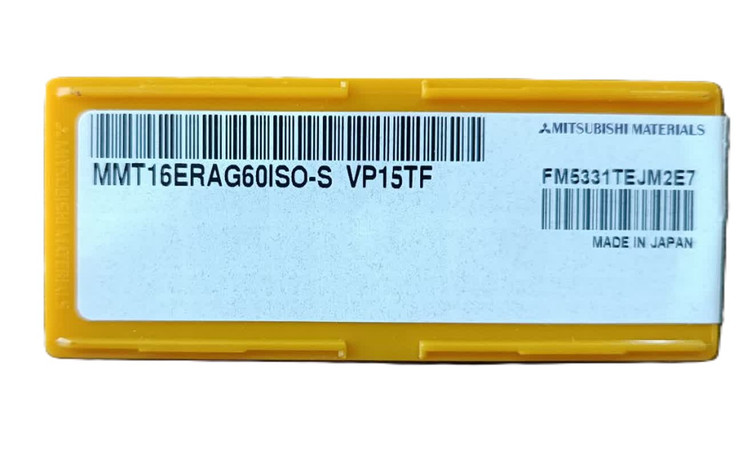 MITSUBISHI MATERIALS
MMT16ERAG60ISO-S VP15TF
FM5331TEJM2E7
MADE IN JAPAN